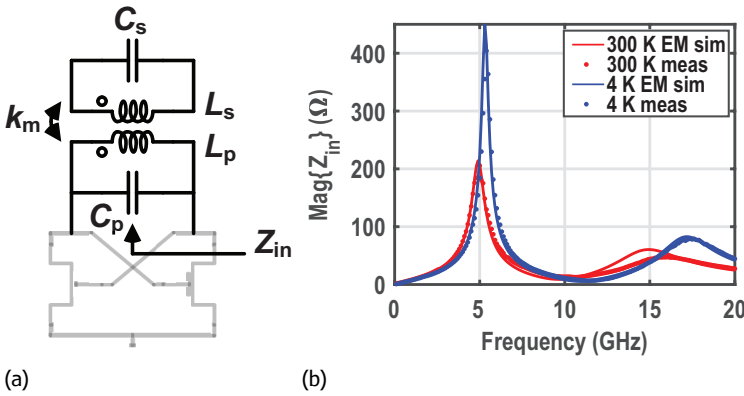 Cs
km
Ls
Lp
Cp
Zin
(a)
Mag{Zin} (Ω)
400
300
200
100
0
300 K EM sim
300 K meas
4 K EM sim
4 K meas
0 5 10 15 20
Frequency (GHz)
(b)